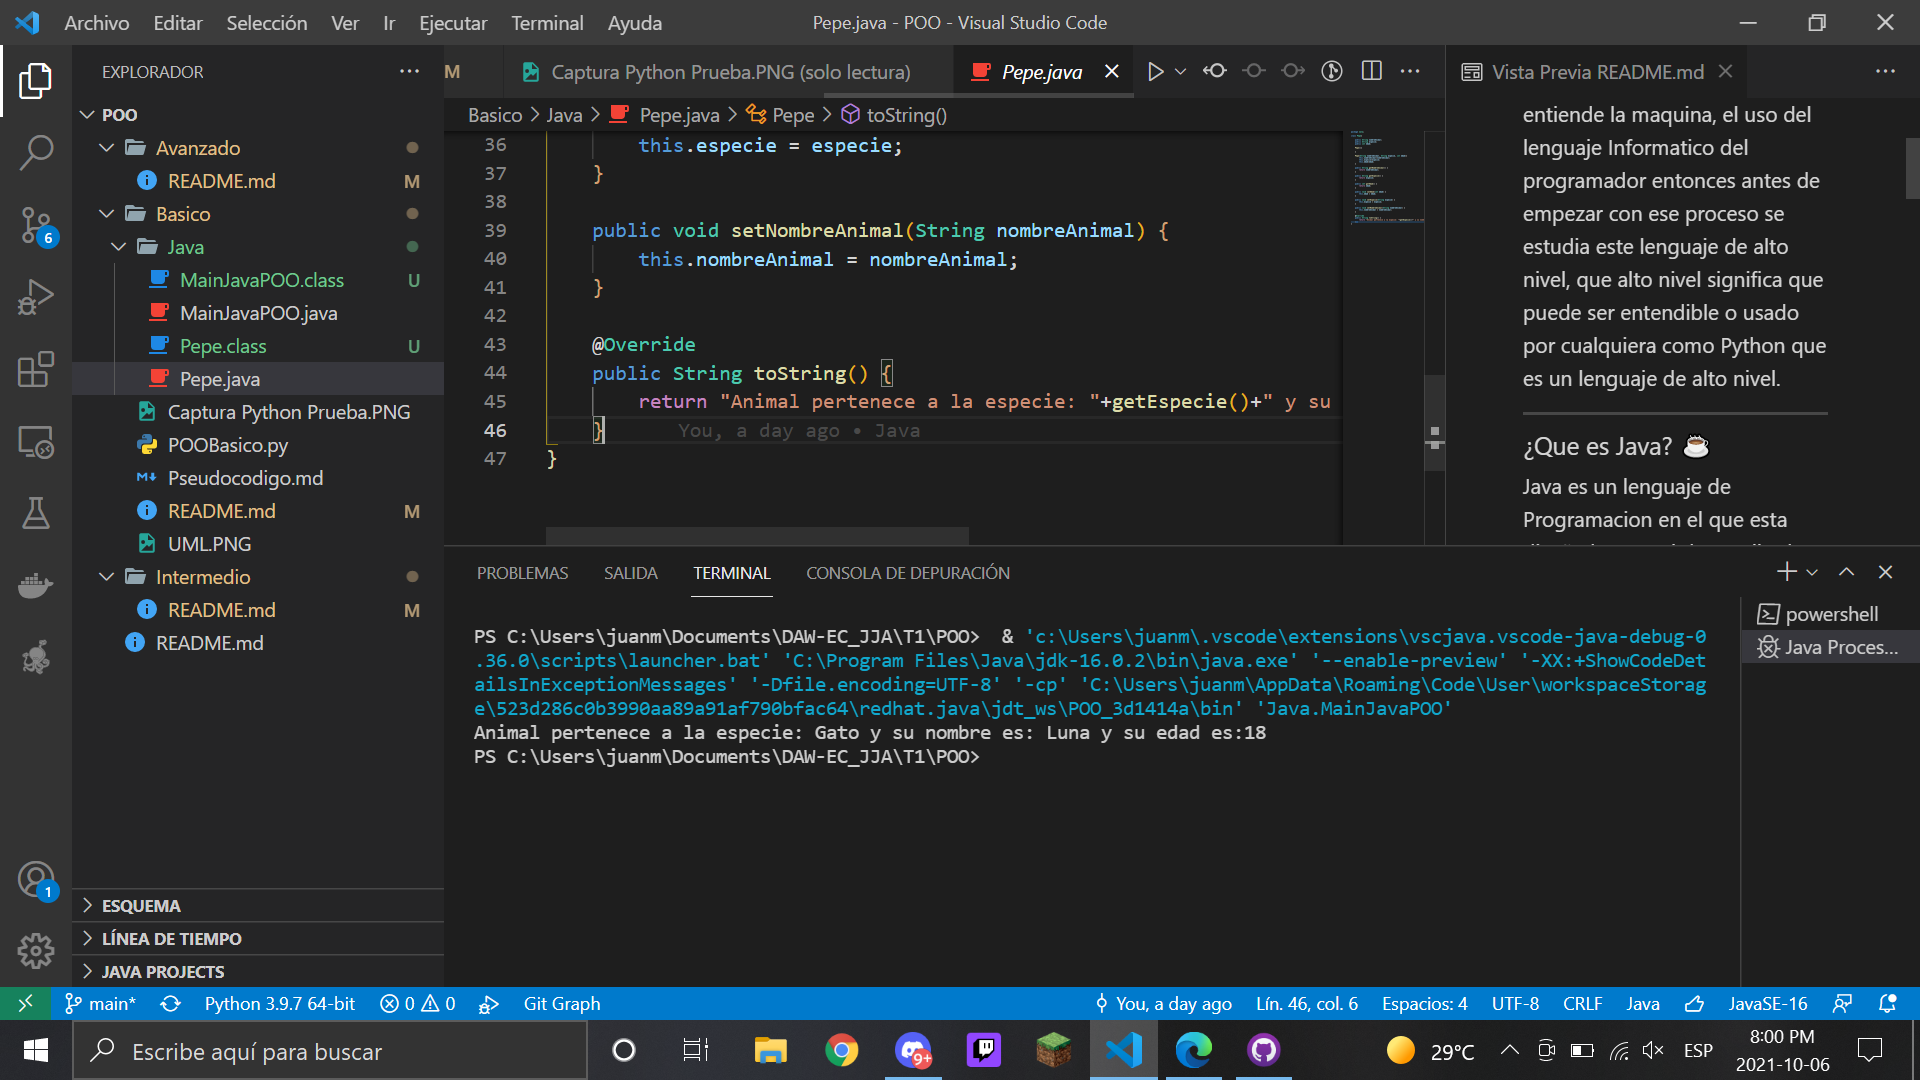 Archivo Editar Selección Ver Ir Ejecutar Terminal Ayuda
Pepe.java - POO - Visual Studio Code
EXPLORADOR
POO
Avanzado
README.md M
Basico
Java
MainJavaPOO.class U
MainJavaPOO.java
Pepe.class U
Pepe.java
Captura Python Prueba.PNG
POOBasico.py
Pseudocodigo.md
README.md M
UML.PNG
Intermedio
README.md M
README.md
ESQUEMA
LÍNEA DE TIEMPO
JAVA PROJECTS
6
1
M
Captura Python Prueba.PNG (solo lectura)
Pepe.java
Basico > Java > Pepe.java > Pepe > toString()
36 this.especie = especie;
37 }
38
39 public void setNombreAnimal(String nombreAnimal) {
40 this.nombreAnimal = nombreAnimal;
41 }
42
43 @Override
44 public String toString() {
45 return "Animal pertenece a la especie: "+getEspecie()+" y su
46 } You, a day ago • Java
47 }
Vista Previa README.md
entiende la maquina, el uso del
lenguaje Informatico del
programador entonces antes de
empezar con ese proceso se
estudia este lenguaje de alto
nivel, que alto nivel significa que
puede ser entendible o usado
por cualquiera como Python que
es un lenguaje de alto nivel.
¿Que es Java? ☕
Java es un lenguaje de
Programacion en el que esta
PROBLEMAS SALIDA TERMINAL CONSOLA DE DEPURACIÓN
PS C:\Users\juanm\Documents\DAW-EC_JJA\T1\POO> & 'c:\Users\juanm\.vscode\extensions\vscjava.vscode-java-debug-0
.36.0\scripts\launcher.bat' 'C:\Program Files\Java\jdk-16.0.2\bin\java.exe' '--enable-preview' '-XX:+ShowCodeDet
ailsInExceptionMessages' '-Dfile.encoding=UTF-8' '-cp' 'C:\Users\juanm\AppData\Roaming\Code\User\workspaceStorag
e\523d286c0b3990aa89a91af790bfac64\redhat.java\jdt_ws\POO_3d1414a\bin' 'Java.MainJavaPOO'
Animal pertenece a la especie: Gato y su nombre es: Luna y su edad es:18
PS C:\Users\juanm\Documents\DAW-EC_JJA\T1\POO>
powershell
Java Proces...
main* Python 3.9.7 64-bit 0 0 Git Graph
You, a day ago Lín. 46, col. 6 Espacios: 4 UTF-8 CRLF Java JavaSE-16
Escribe aquí para buscar
9+
29°C
ESP
8:00 PM
2021-10-06